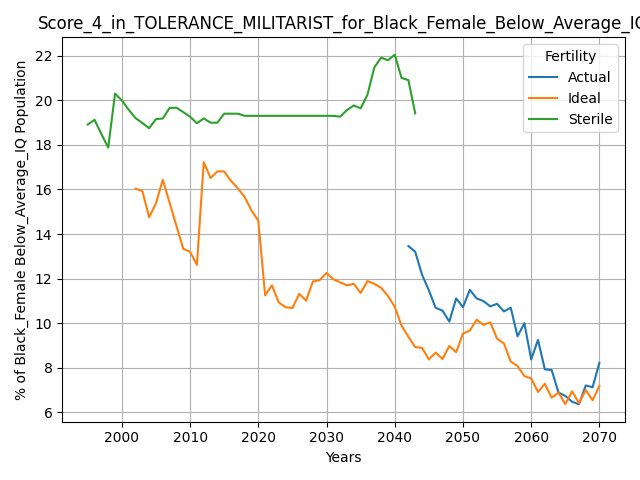 Score_4_in_TOLERANCE_MILITARIST_for_Black_Female_Below_Average_IQ
Fertility
Actual
Ideal
Sterile
% of Black_Female Below_Average_IQ Population
22
20
18
16
14
12
10
8
6
2000 2010 2020 2030 2040 2050 2060 2070
Years